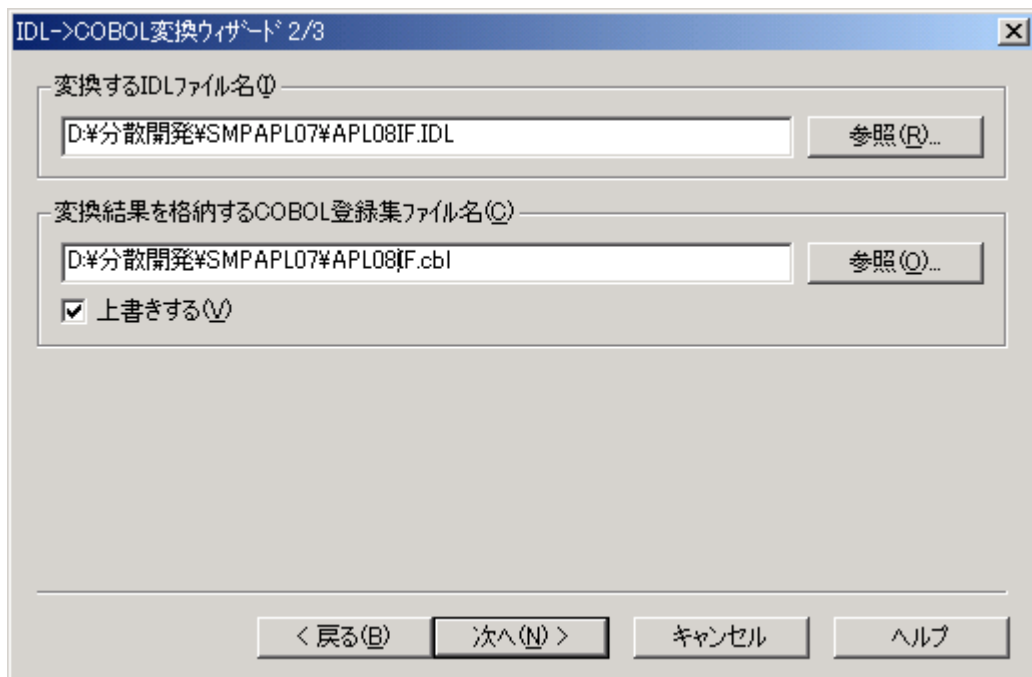 IDL->COBOL変換ウィザード 2/3
変換するIDLファイル名(I)
D:¥分散開発¥SMPAPL07¥APL08IF.IDL
参照(R)...
変換結果を格納するCOBOL登録集ファイル名(C)
D:¥分散開発¥SMPAPL07¥APL08IF.cbl
参照(O)...
上書きする(V)
< 戻る(B) 次へ(N) > キャンセル ヘルプ